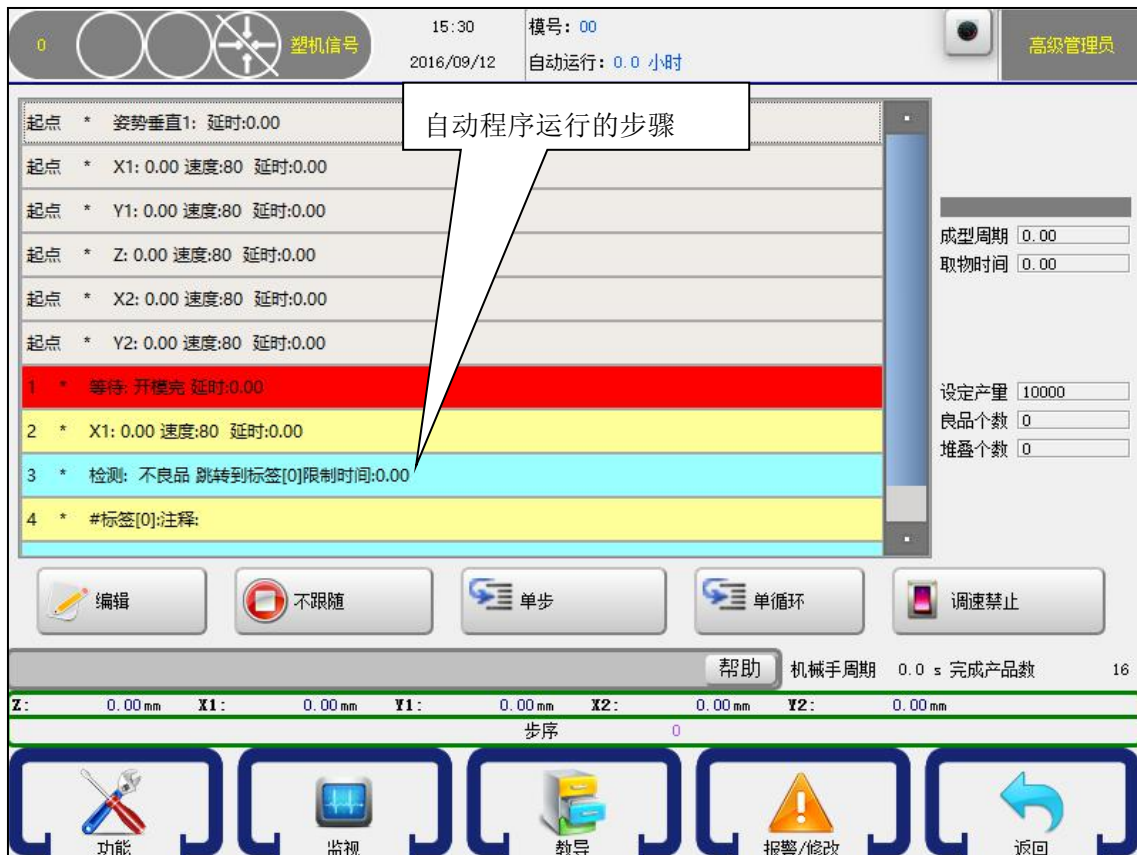 0 塑机信号 15:30 模号: 00 高级管理员
2016/09/12 自动运行: 0.0 小时
自动程序运行的步骤
起点 * 姿势垂直1: 延时:0.00
起点 * X1: 0.00 速度:80 延时:0.00
起点 * Y1: 0.00 速度:80 延时:0.00
起点 * Z: 0.00 速度:80 延时:0.00
起点 * X2: 0.00 速度:80 延时:0.00
起点 * Y2: 0.00 速度:80 延时:0.00
1 * 等待: 开模完 延时:0.00
2 * X1: 0.00 速度:80 延时:0.00
3 * 检测: 不良品 跳转到标签[0]限制时间:0.00
4 * #标签[0]:注释:
成型周期 0.00
取物时间 0.00
设定产量 10000
良品个数 0
堆叠个数 0
编辑 不跟随 单步 单循环 调速禁止
帮助 机械手周期 0.0 s 完成产品数 16
Z: 0.00 mm X1: 0.00 mm Y1: 0.00 mm X2: 0.00 mm Y2: 0.00 mm
步序 0
功能 监视 教导 报警/修改 返回